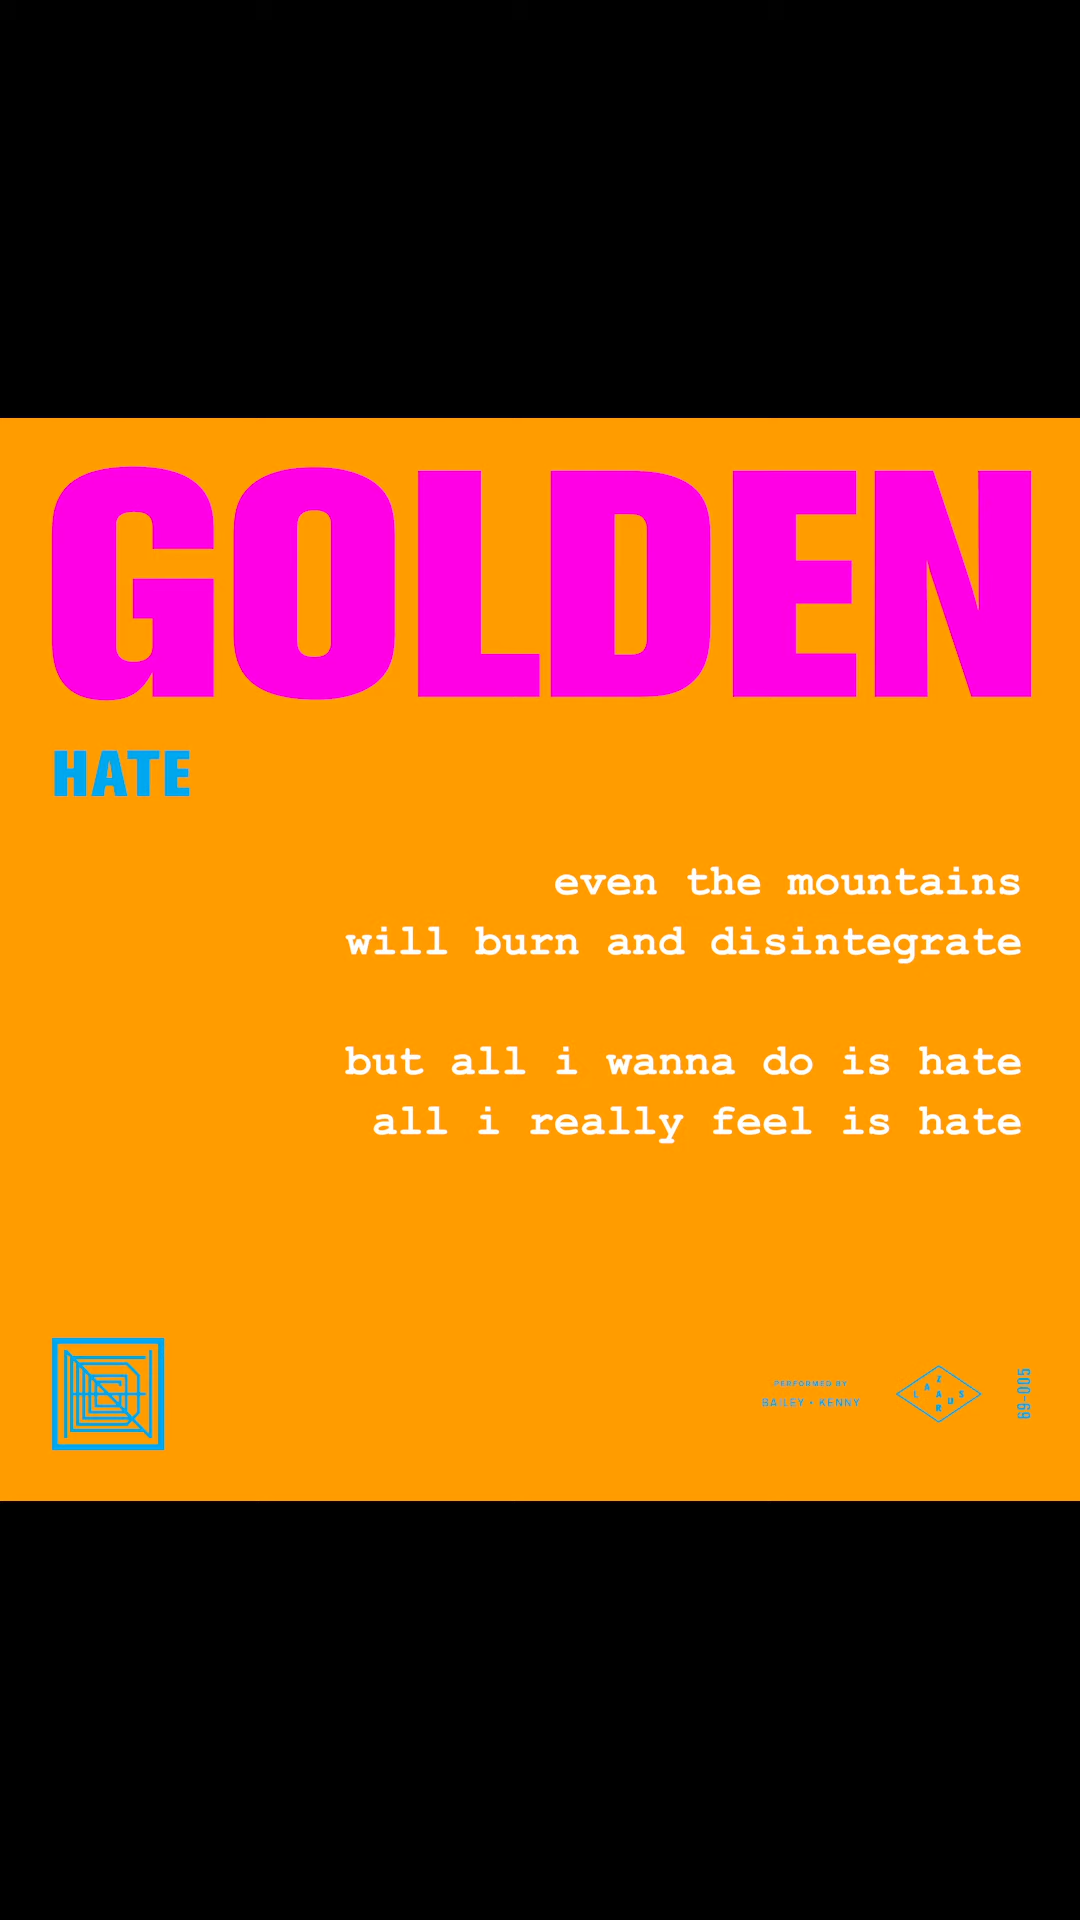 GOLDEN
HATE
even the mountains
will burn and disintegrate
but all i wanna do is hate
all i really feel is hate
PERFORMED BY
BAILEY • KENNY
LAZARUS
69-005